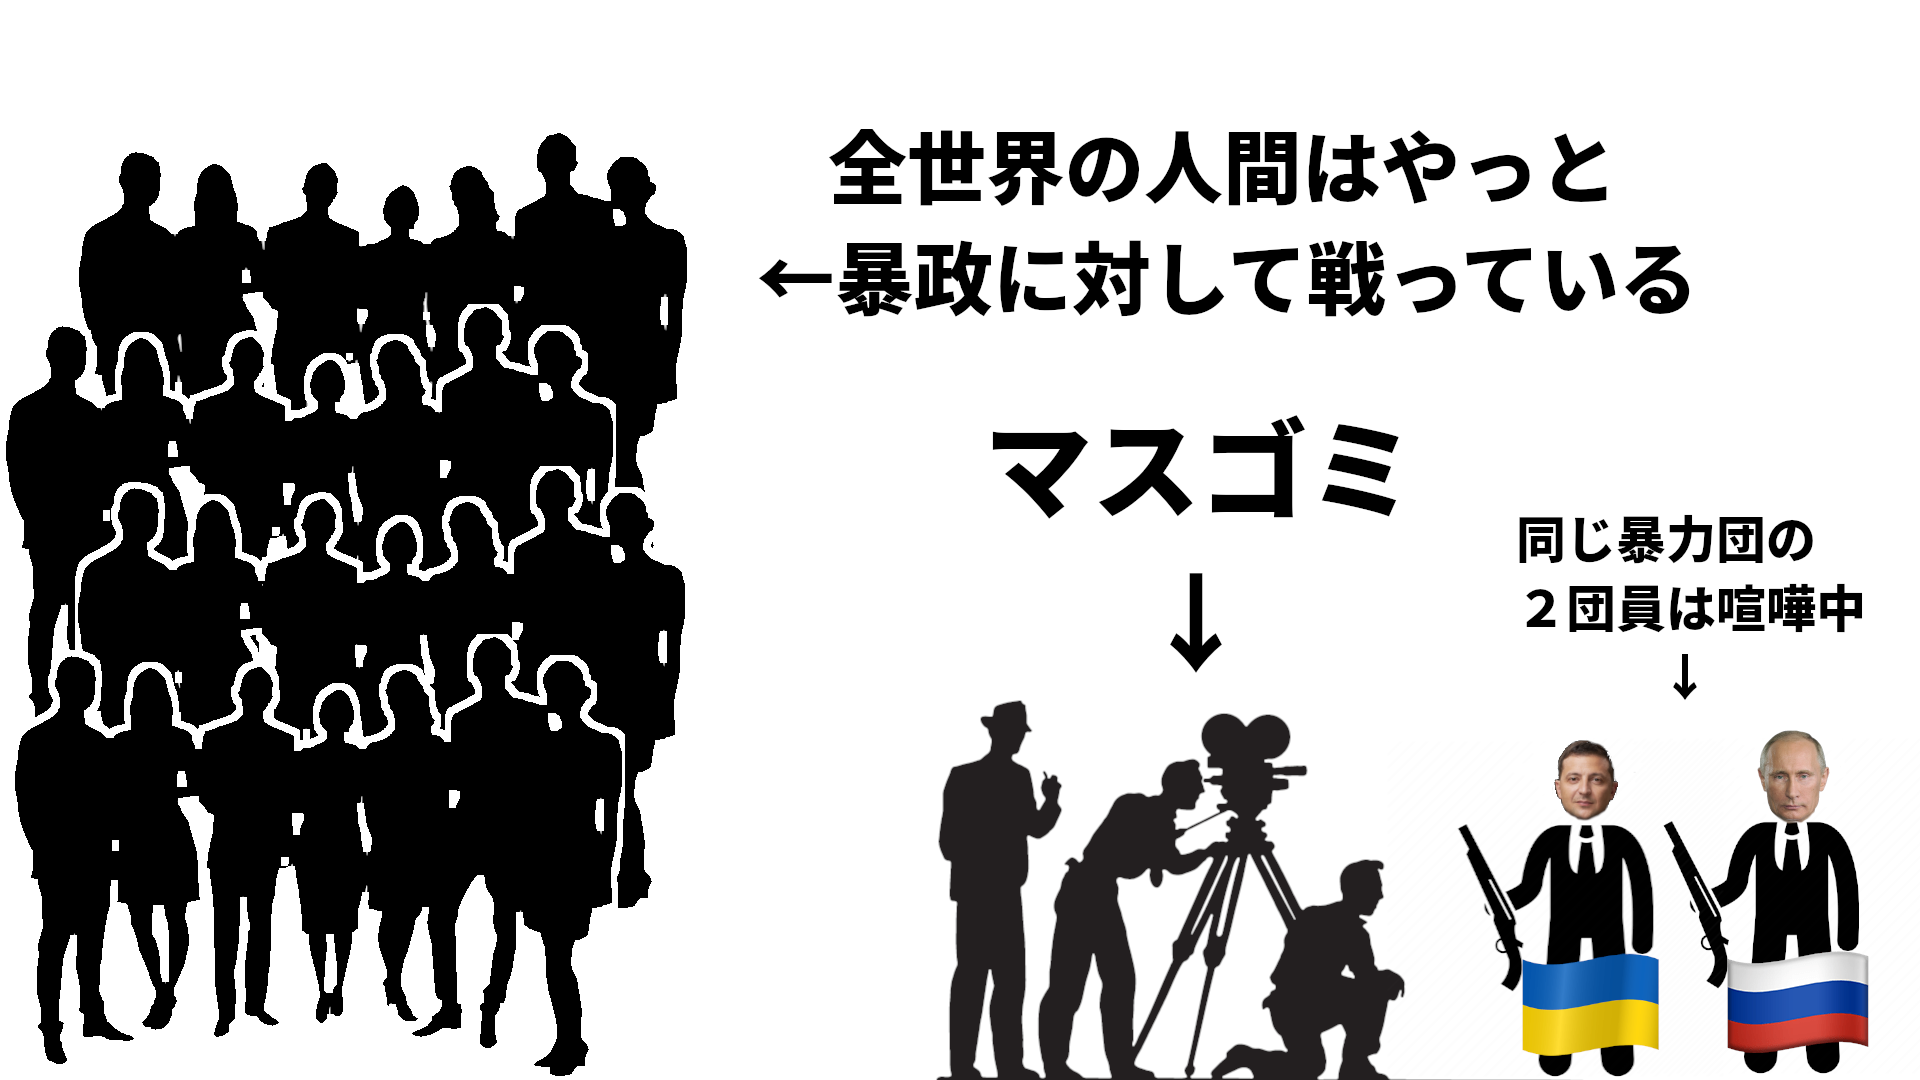 全世界の人間はやっと
←暴政に対して戦っている
マスゴミ
↓
同じ暴力団の
２団員は喧嘩中
↓